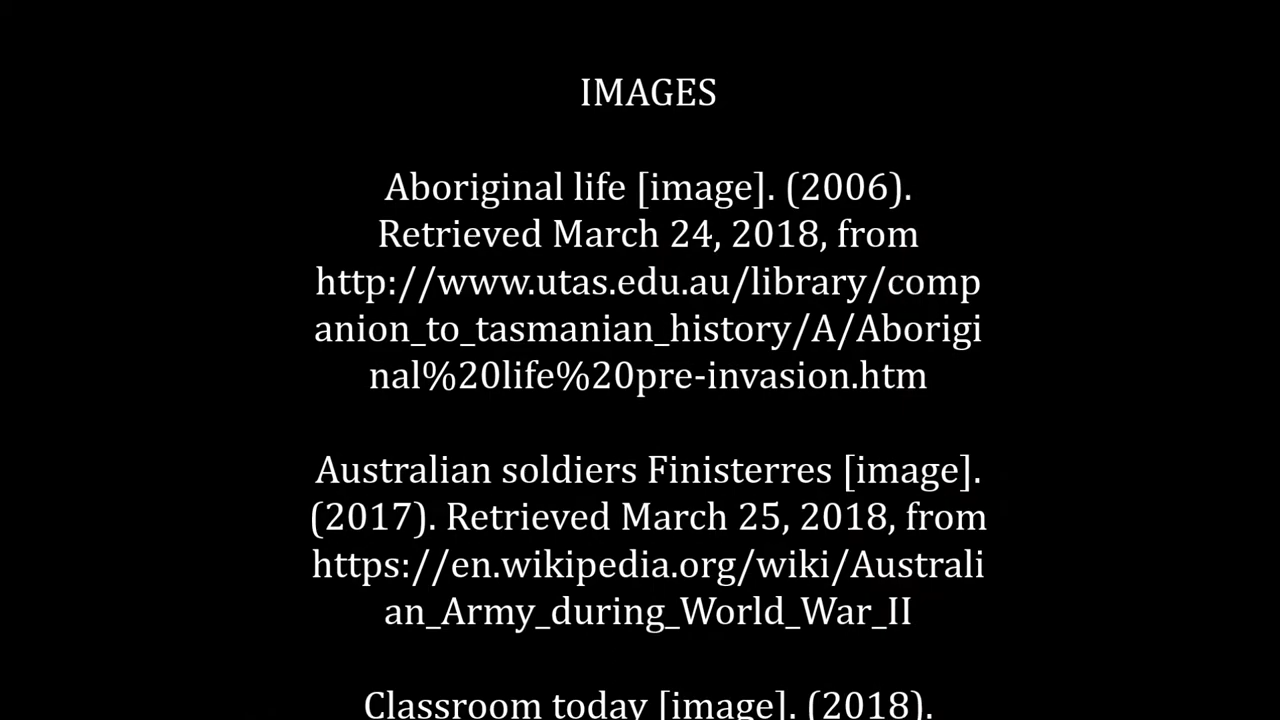 IMAGES
Aboriginal life [image]. (2006).
Retrieved March 24, 2018, from
http://www.utas.edu.au/library/comp
anion_to_tasmanian_history/A/Aborigi
nal%20life%20pre-invasion.htm
Australian soldiers Finisterres [image].
(2017). Retrieved March 25, 2018, from
https://en.wikipedia.org/wiki/Australi
an_Army_during_World_War_II
Classroom today [image]. (2018).